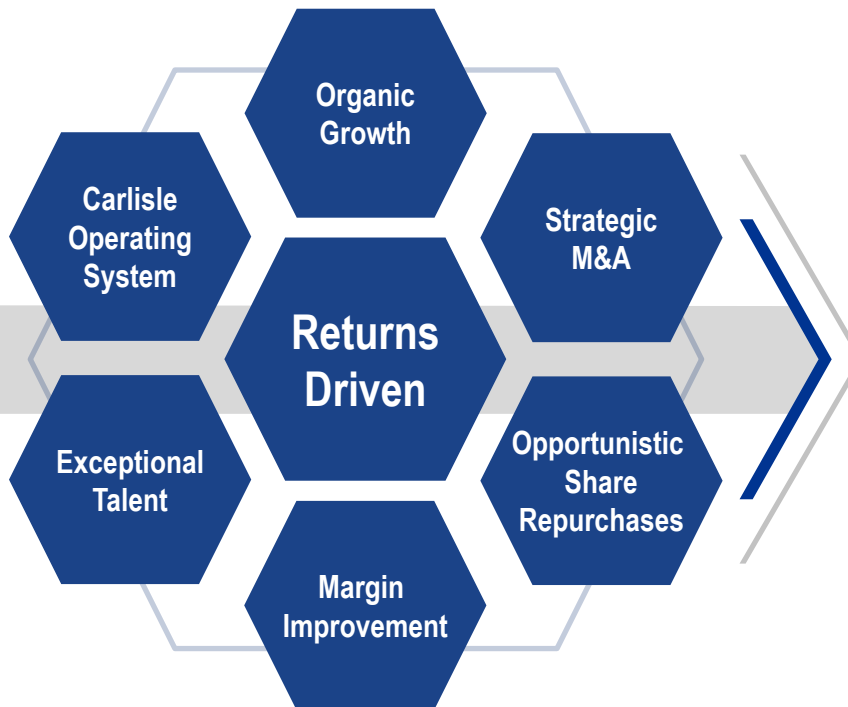 Organic
Growth
Carlisle
Operating
System
Strategic
M&A
Returns
Driven
Exceptional
Talent
Opportunistic
Share
Repurchases
Margin
Improvement